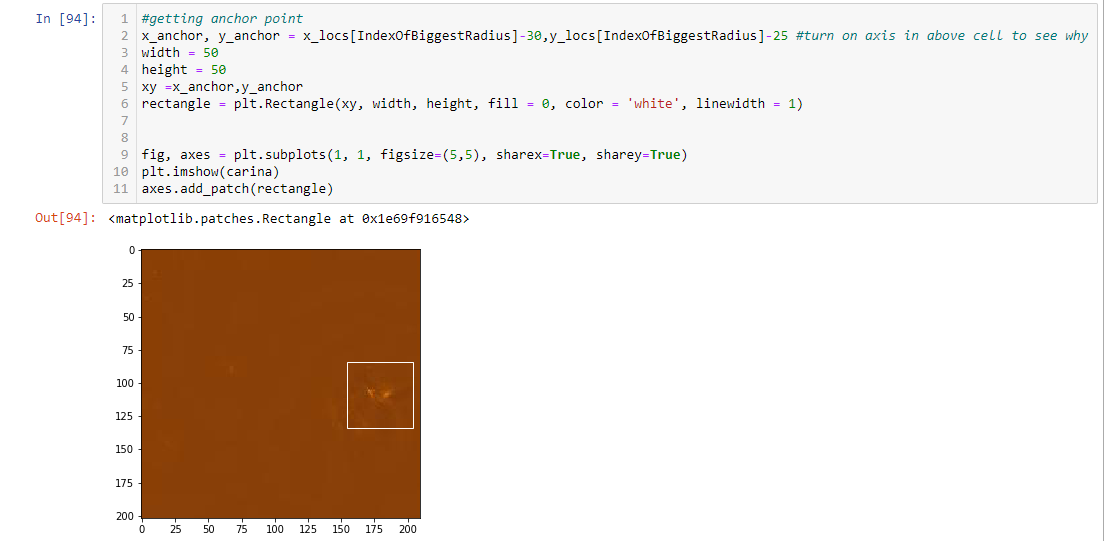 In [94]:
1 #getting anchor point
2 x_anchor, y_anchor = x_locs[IndexOfBiggestRadius]-30,y_locs[IndexOfBiggestRadius]-25 #turn on axis in above cell to see why
3 width = 50
4 height = 50
5 xy =x_anchor,y_anchor
6 rectangle = plt.Rectangle(xy, width, height, fill = 0, color = 'white', linewidth = 1)
7
8
9 fig, axes = plt.subplots(1, 1, figsize=(5,5), sharex=True, sharey=True)
10 plt.imshow(carina)
11 axes.add_patch(rectangle)
Out[94]: <matplotlib.patches.Rectangle at 0x1e69f916548>
0
25
50
75
100
125
150
175
200
0 25 50 75 100 125 150 175 200